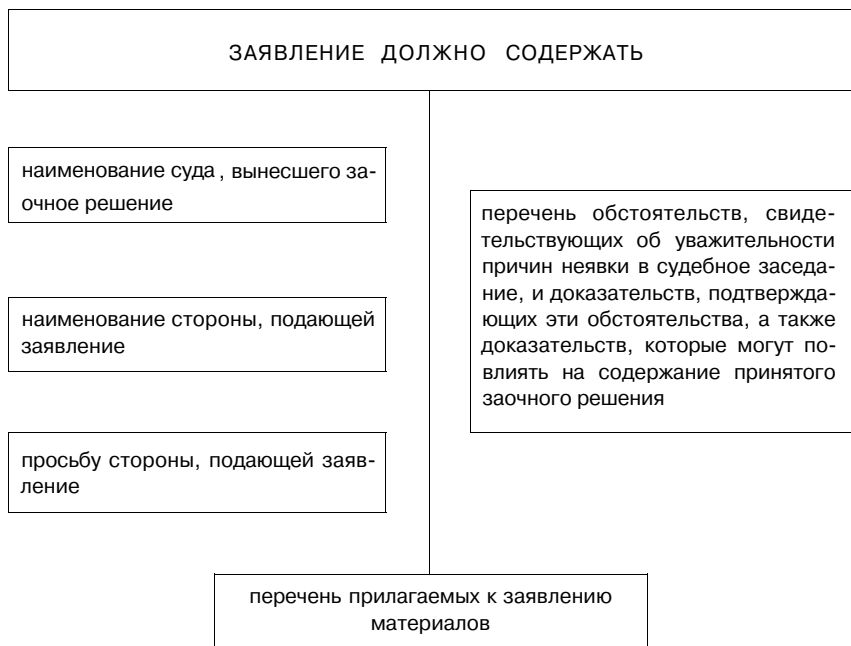 ЗАЯВЛЕНИЕ ДОЛЖНО СОДЕРЖАТЬ
наименование суда, вынесшего за-
очное решение
наименование стороны, подающей
заявление
просьбу стороны, подающей заяв-
ление
перечень обстоятельств, свиде-
тельствующих об уважительности
причин неявки в судебное заседа-
ние, и доказательств, подтвержда-
ющих эти обстоятельства, а также
доказательств, которые могут по-
влиять на содержание принятого
заочного решения
перечень прилагаемых к заявлению
материалов